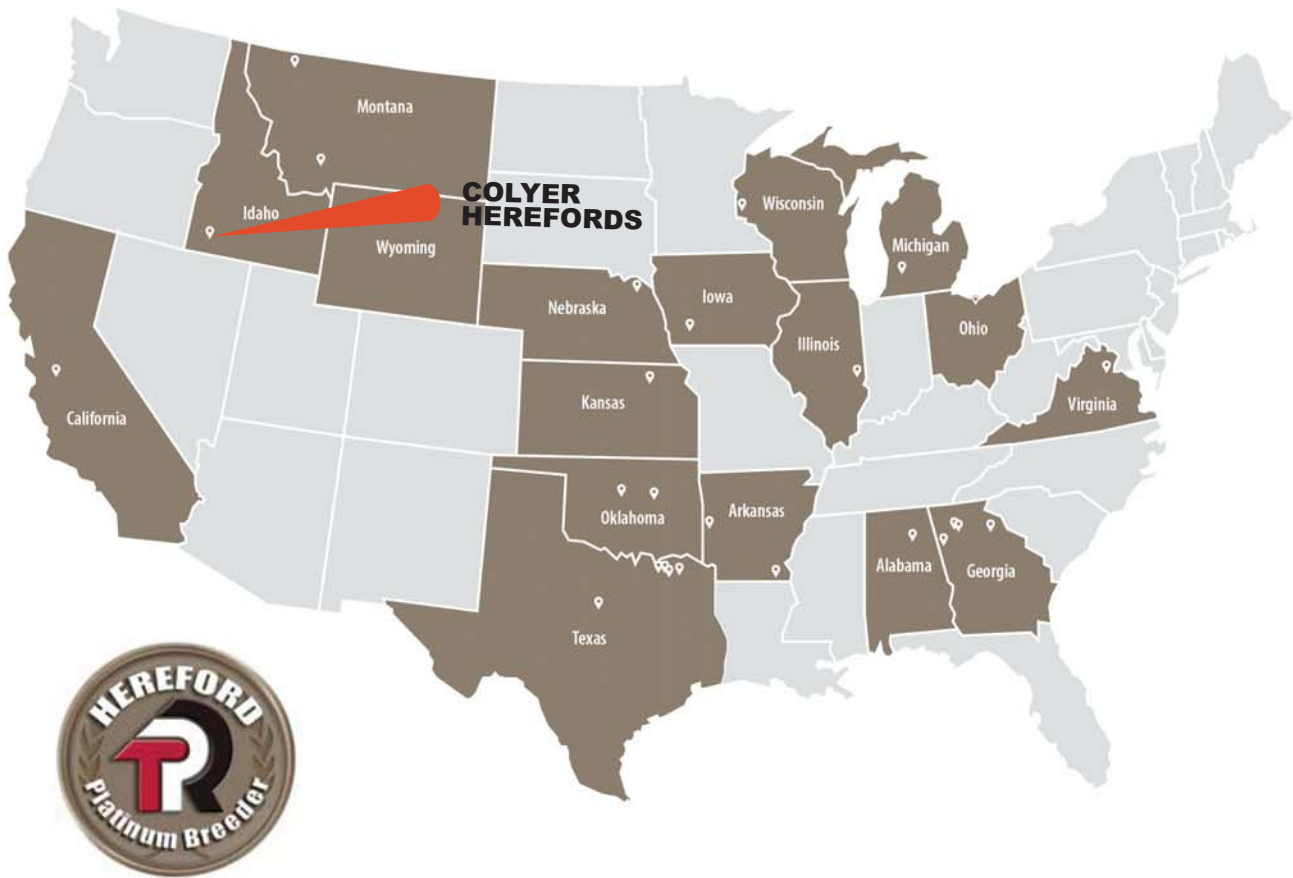 Montana
COLYER
HEREFORDS
Idaho
Wyoming
Wisconsin
Michigan
Nebraska
Iowa
Illinois
Ohio
California
Kansas
Virginia
Oklahoma
Arkansas
Alabama
Georgia
Texas
HEREFORD
TPR
Platinum Breeder